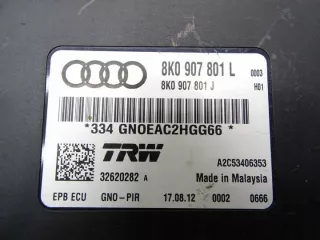 8K0 907 801 L 0003
8K0 907 801 J H01
*334 GNOEAC2HGG66*
TRW A2C53406353
32620282 A Made in Malaysia
EPB ECU GNO-PIR 17.08.12 0002 0666